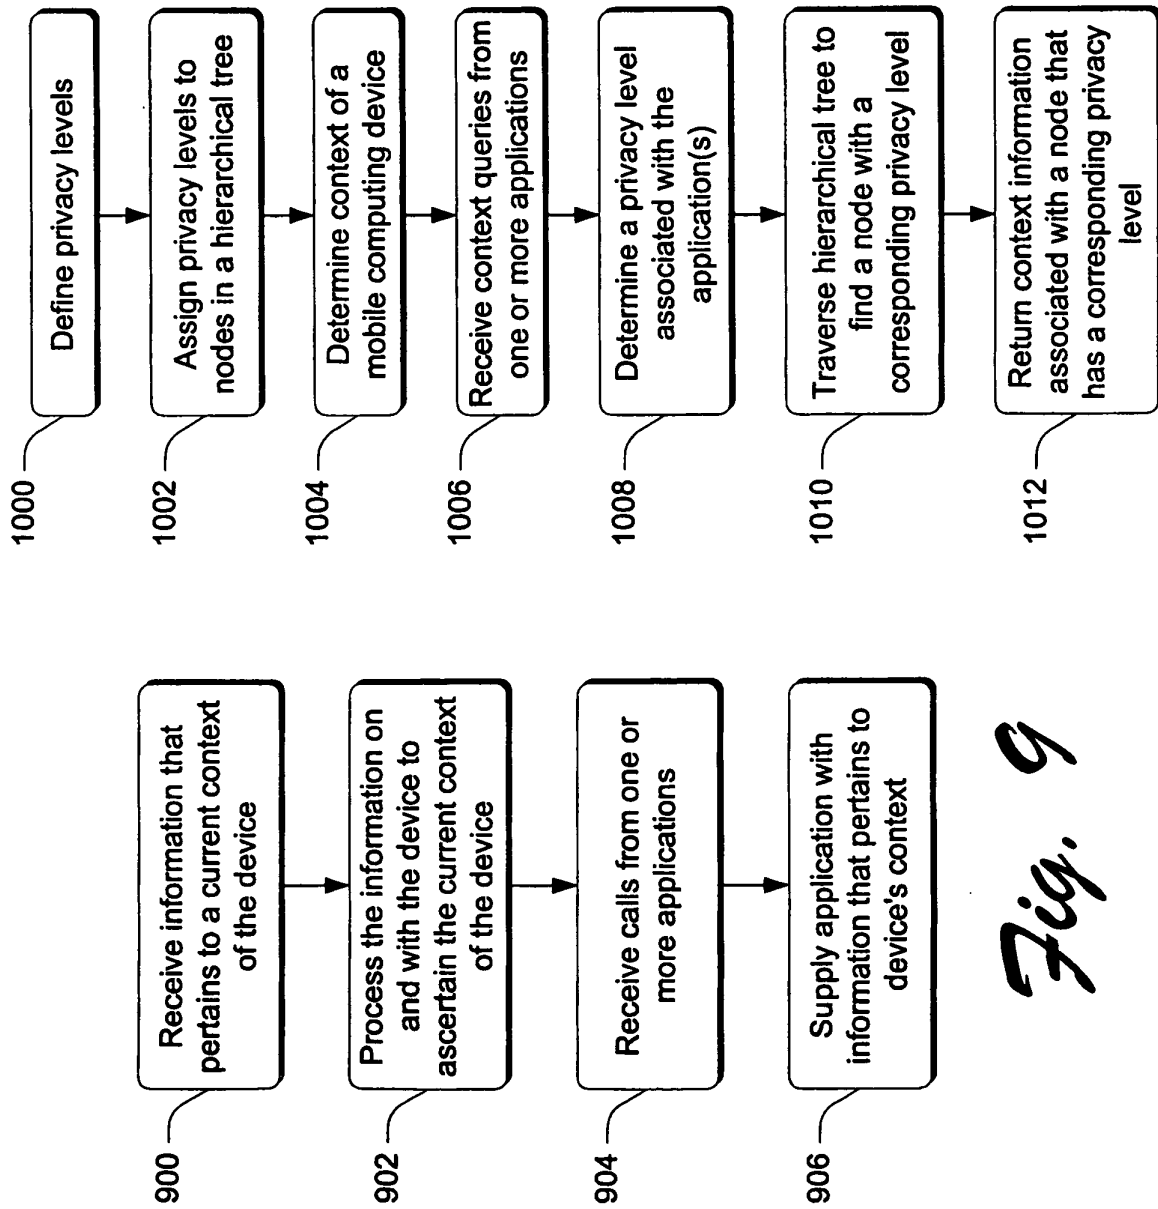 900
Receive information that
pertains to a current context
of the device
902
Process the information on
and with the device to
ascertain the current context
of the device
904
Receive calls from one or
more applications
906
Supply application with
information that pertains to
device's context
Fig. 9
1000
Define privacy levels
1002
Assign privacy levels to
nodes in a hierarchical tree
1004
Determine context of a
mobile computing device
1006
Receive context queries from
one or more applications
1008
Determine a privacy level
associated with the
application(s)
1010
Traverse hierarchical tree to
find a node with a
corresponding privacy level
1012
Return context information
associated with a node that
has a corresponding privacy
level